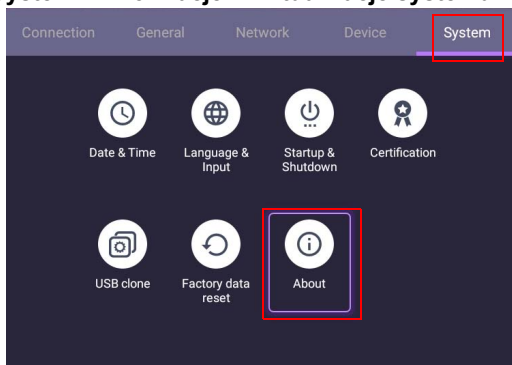 Connection General Network Device System
Date & Time Language & Input Startup & Shutdown Certification
USB clone Factory data reset About